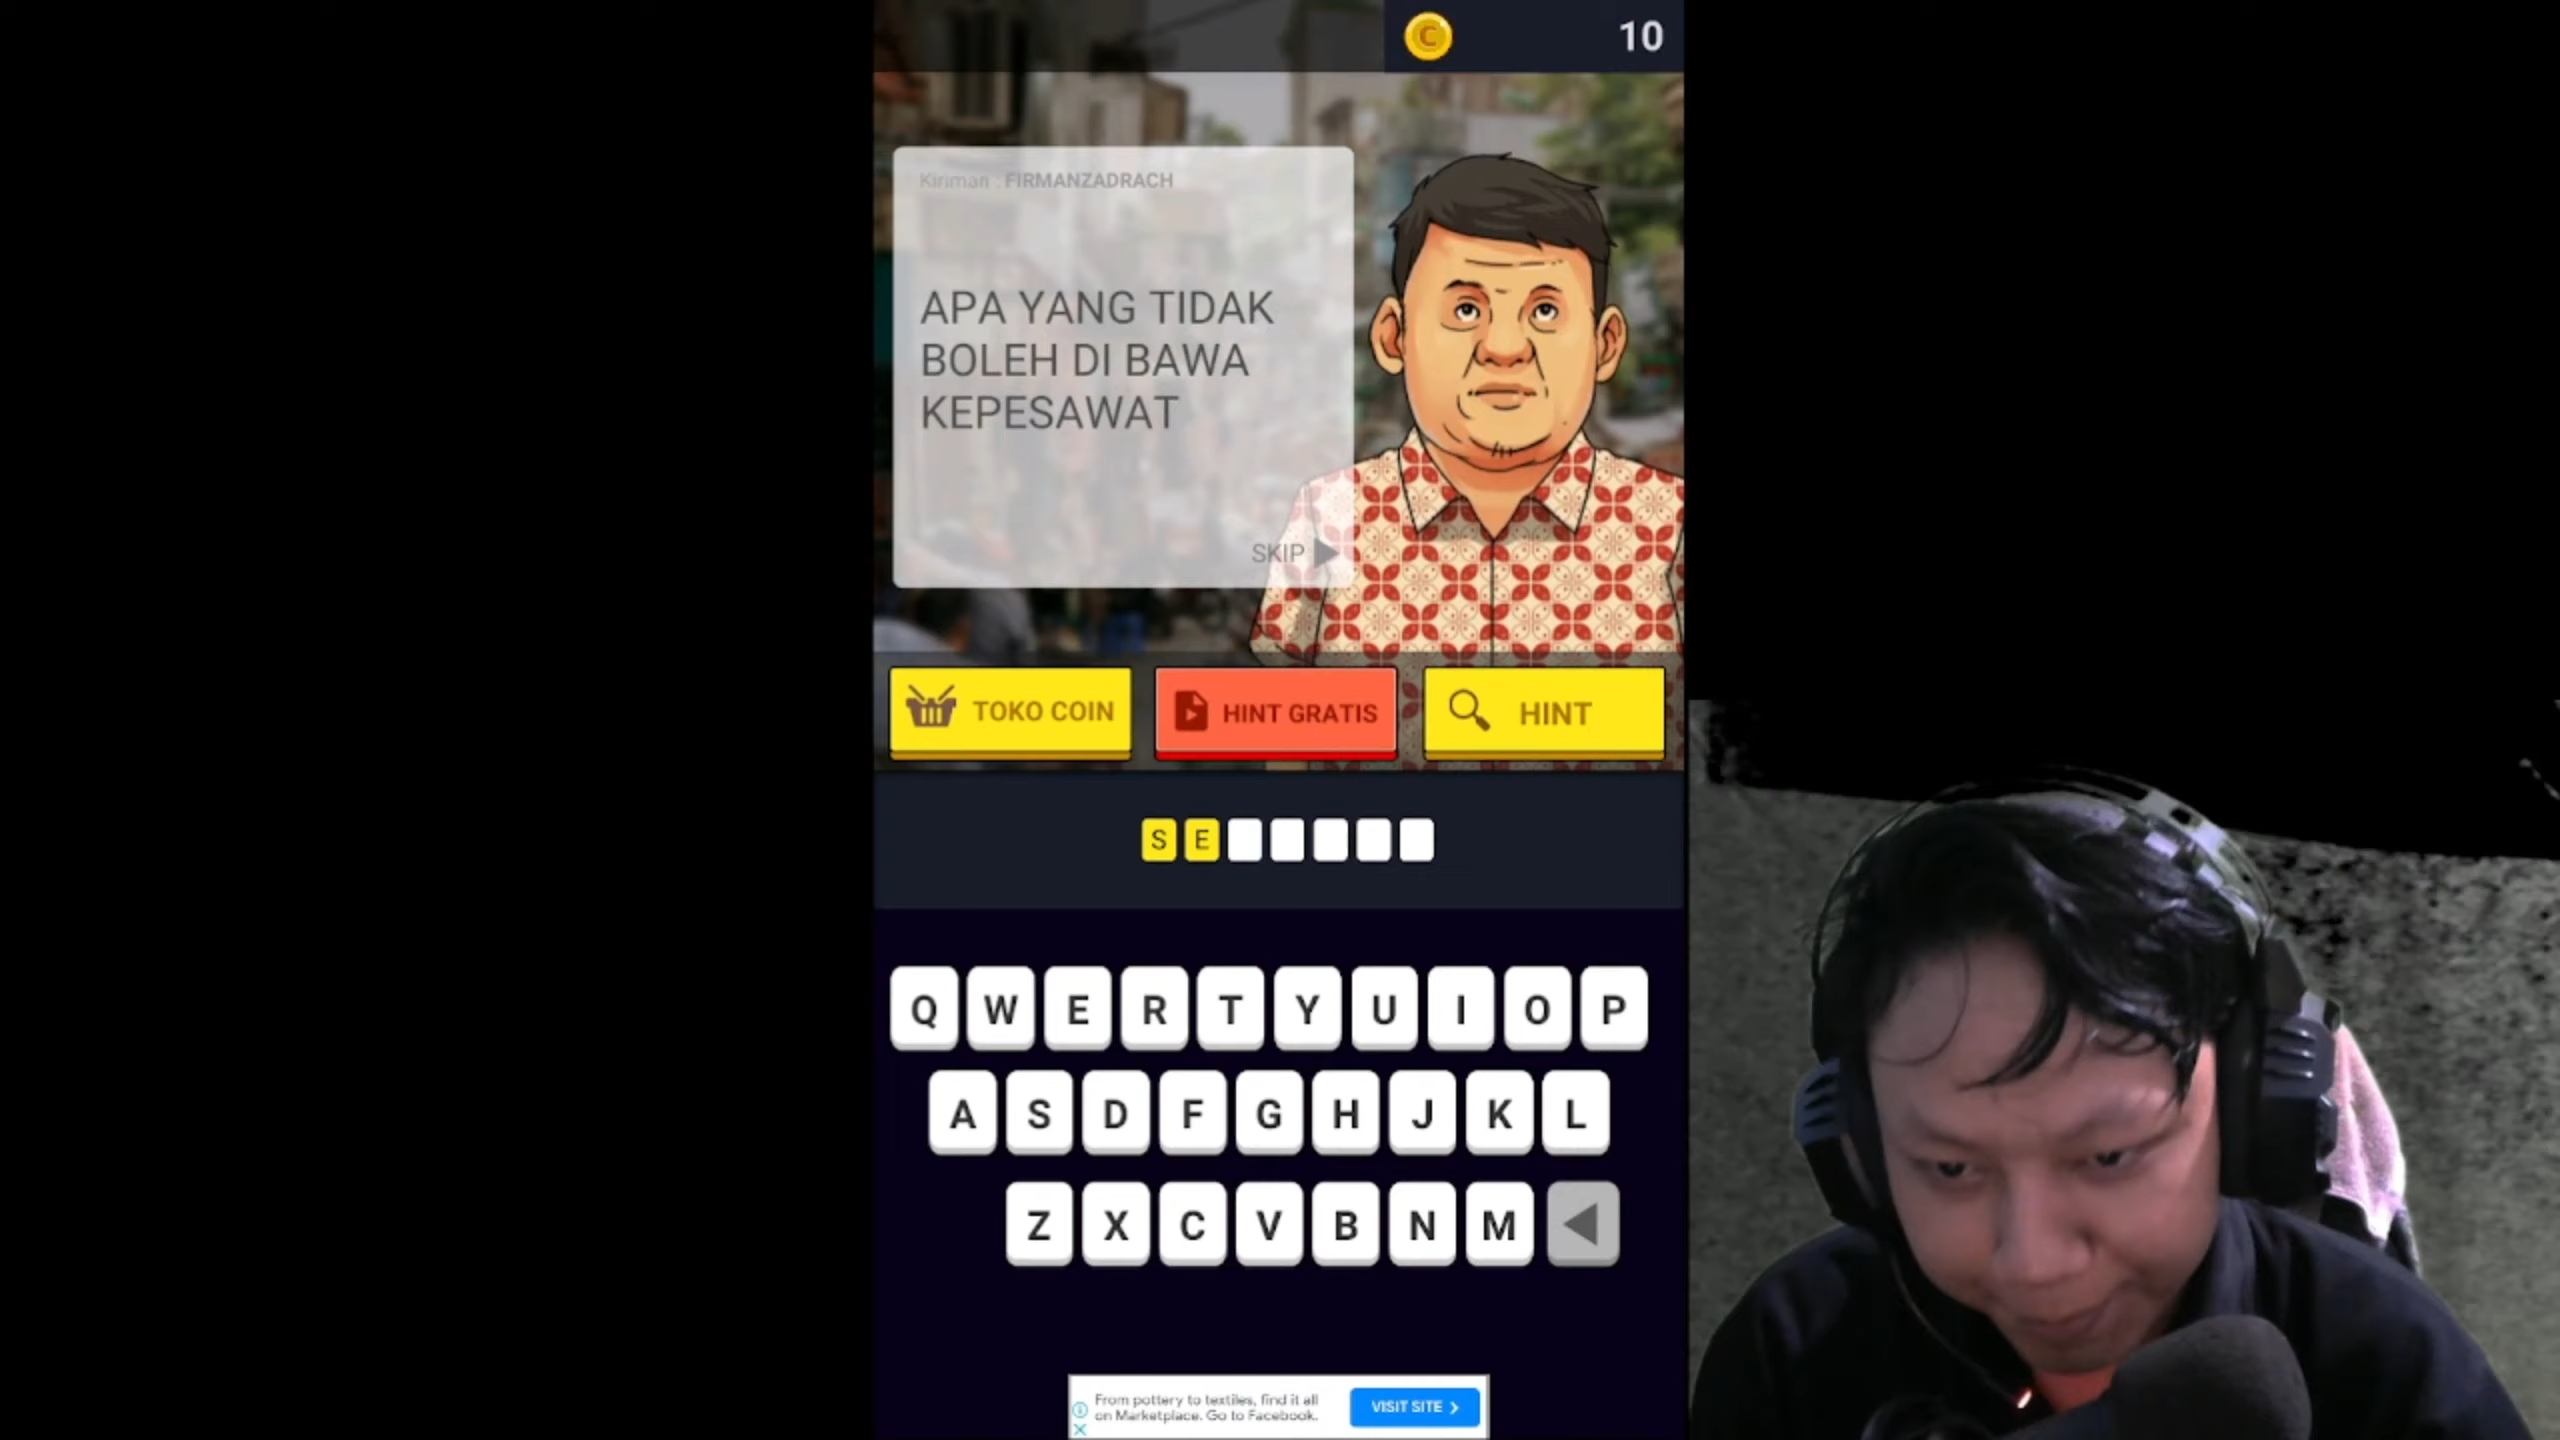 10
Kiriman : FIRMANZADRACH
APA YANG TIDAK
BOLEH DI BAWA
KEPESAWAT
SKIP
TOKO COIN
HINT GRATIS
HINT
S E
Q W E R T Y U I O P
A S D F G H J K L
Z X C V B N M
From pottery to textiles, find it all
on Marketplace. Go to Facebook.
VISIT SITE